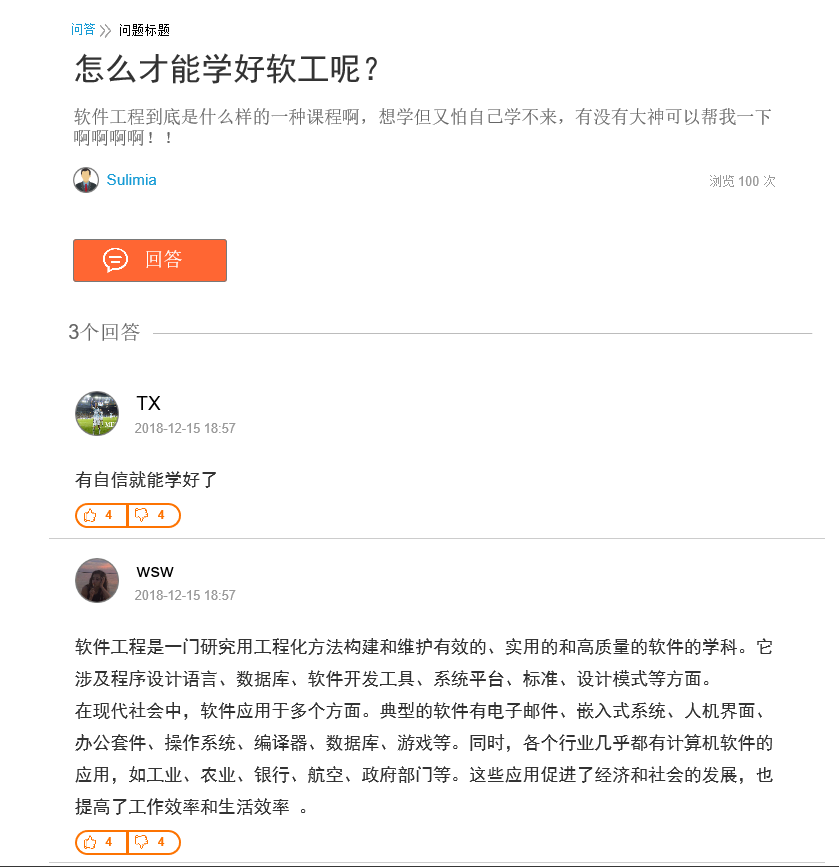 问答 》 问题标题
怎么才能学好软工呢？
软件工程到底是什么样的一种课程啊，想学但又怕自己学不来，有没有大神可以帮我一下
啊啊啊啊！！
Sulimia 浏览 100 次
回答
3个回答
TX
2018-12-15 18:57
有自信就能学好了
4 4
wsw
2018-12-15 18:57
软件工程是一门研究用工程化方法构建和维护有效的、实用的和高质量的软件的学科。它
涉及程序设计语言、数据库、软件开发工具、系统平台、标准、设计模式等方面。
在现代社会中，软件应用于多个方面。典型的软件有电子邮件、嵌入式系统、人机界面、
办公套件、操作系统、编译器、数据库、游戏等。同时，各个行业几乎都有计算机软件的
应用，如工业、农业、银行、航空、政府部门等。这些应用促进了经济和社会的发展，也
提高了工作效率和生活效率 。
4 4